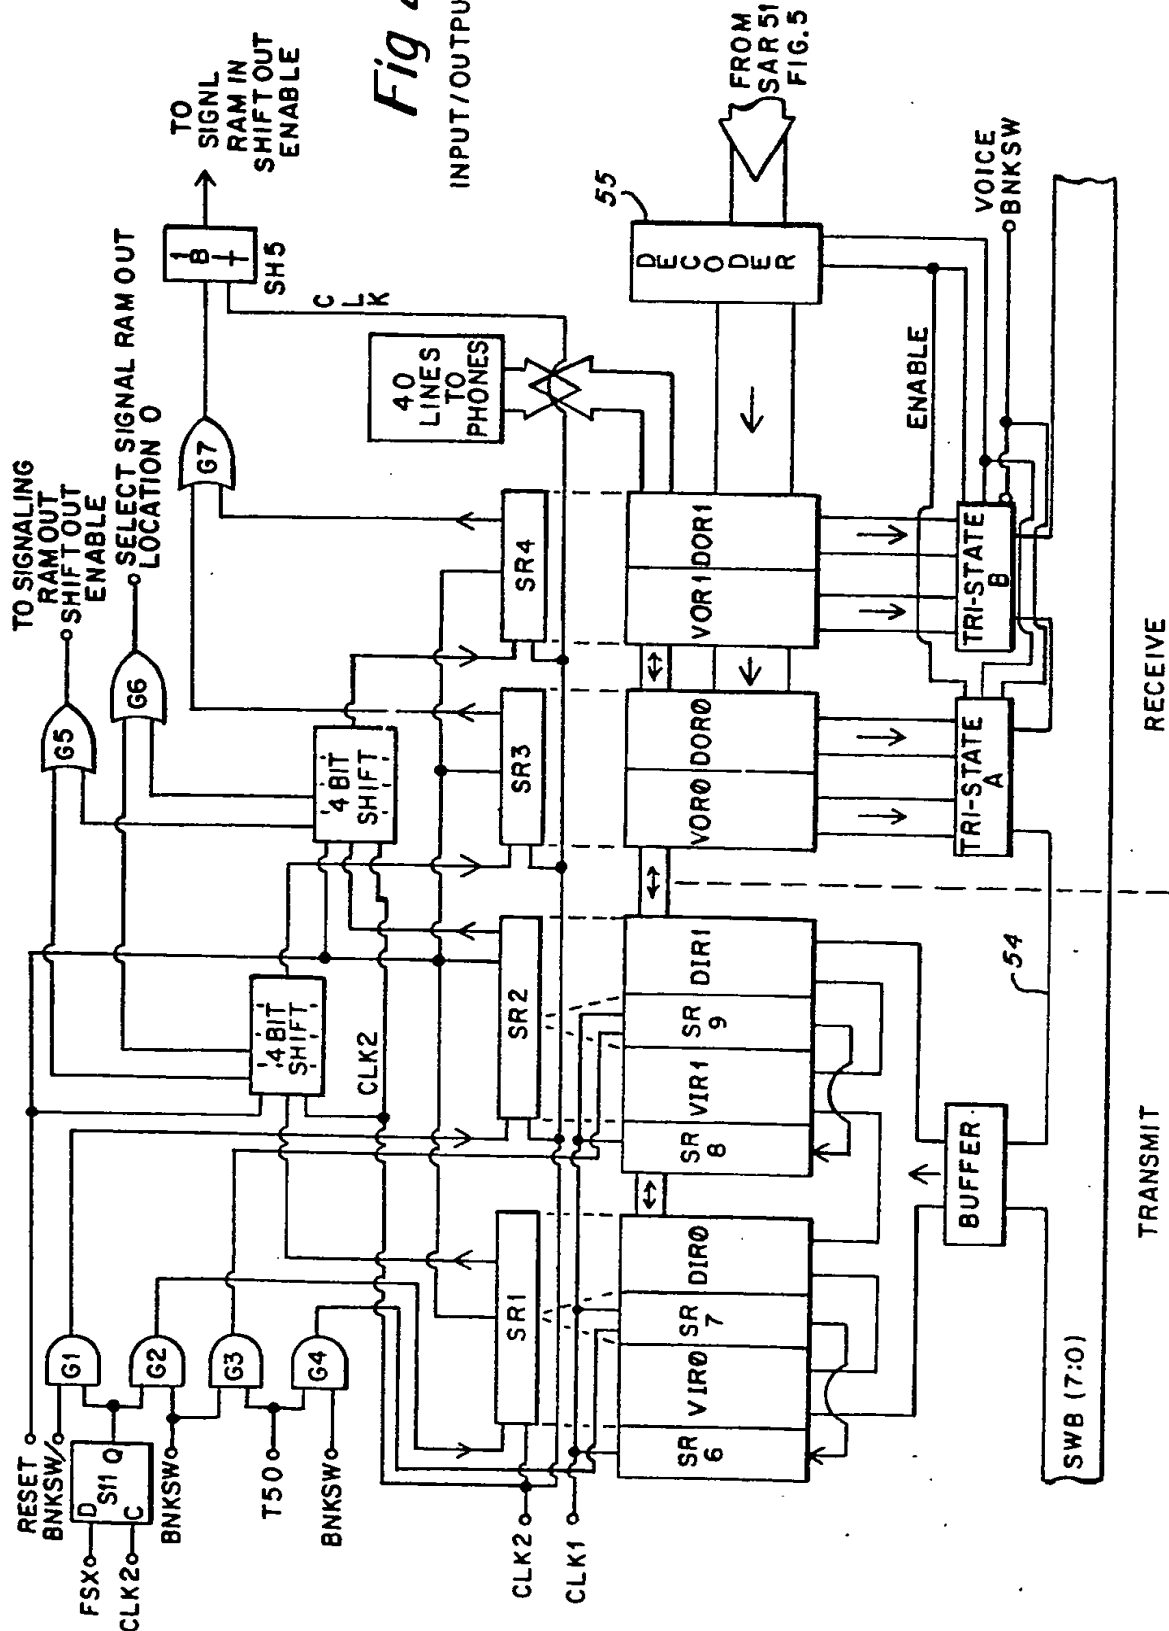 Fig 4
INPUT/OUTPU
RESET
BNKSW/
FSX
D
S11
Q
C
CLK2
BNKSW
T50
BNKSW
G1
G2
G3
G4
4 BIT
SHIFT
4 BIT
SHIFT
CLK2
G5
TO SIGNALING
RAM OUT
SHIFT OUT
ENABLE
G6
SELECT SIGNAL RAM OUT
LOCATION 0
G7
1
B
T
SH5
TO
SIGNL
RAM IN
SHIFT OUT
ENABLE
CLK
CLK2
CLK1
SR1
SR2
SR3
SR4
40
LINES
TO
PHONES
SR
6
VIR0
SR
7
DIR0
SR
8
VIR1
SR
9
DIR1
VOR0
DOR0
VOR1
DOR1
DECODER
55
FROM
SAR 51
FIG.5
ENABLE
BUFFER
TRI-STATE
A
TRI-STATE
B
VOICE
BNKSW
54
SWB (7:0)
TRANSMIT
RECEIVE